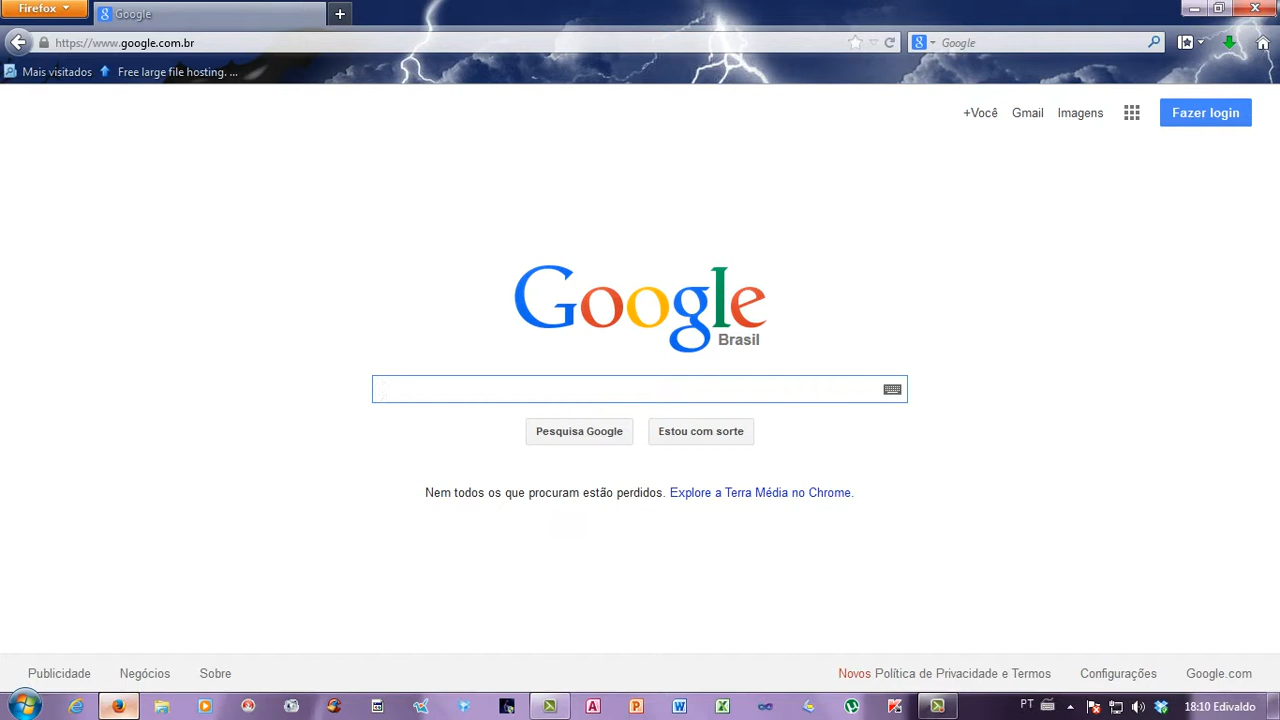 Firefox
Google
https://www.google.com.br
Google
Mais visitados
Free large file hosting. ...
+Você
Gmail
Imagens
Fazer login
Google
Brasil
Pesquisa Google
Estou com sorte
Nem todos os que procuram estão perdidos. Explore a Terra Média no Chrome.
Publicidade
Negócios
Sobre
Novos Política de Privacidade e Termos
Configurações
Google.com
PT
18:10 Edivaldo